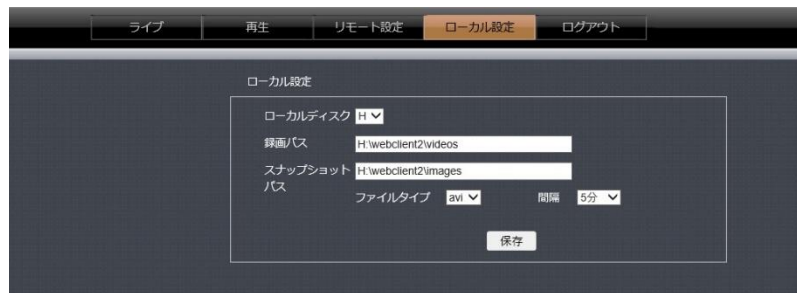 ライブ 再生 リモート設定 ローカル設定 ログアウト
ローカル設定
ローカルディスク H
録画パス H:\webclient2\videos
スナップショット H:\webclient2\images
パス
ファイルタイプ avi 間隔 5分
保存